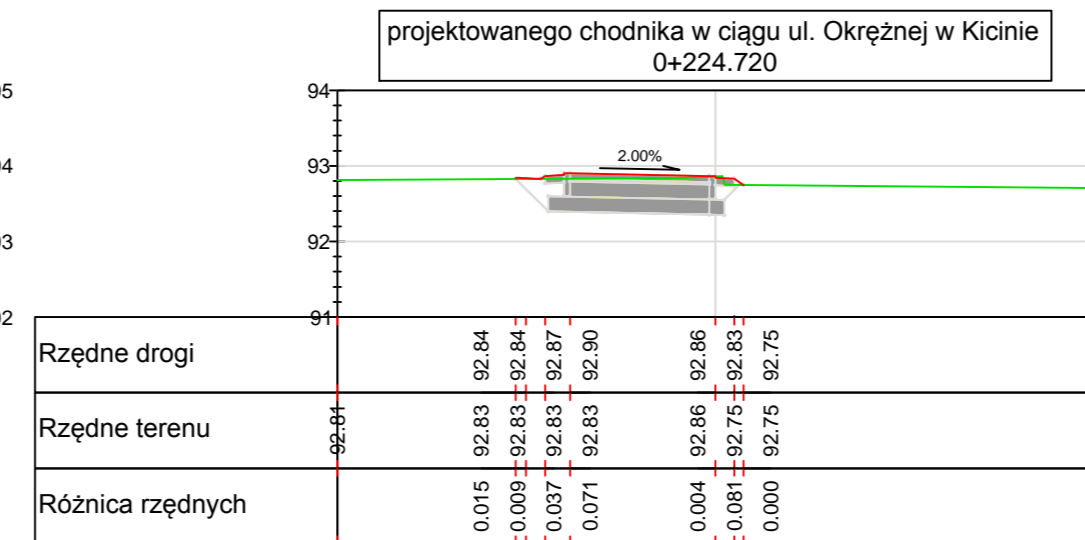 projektowanego chodnika w ciągu ul. Okrężnej w Kicinie
0+224.720
94
93
92
91
2.00%
Rzędne drogi 92.84 92.84 92.87 92.90 92.86 92.83 92.75
Rzędne terenu 92.81 92.83 92.83 92.83 92.83 92.86 92.75 92.75
Różnica rzędnych 0.015 0.009 0.037 0.071 0.004 0.081 0.000